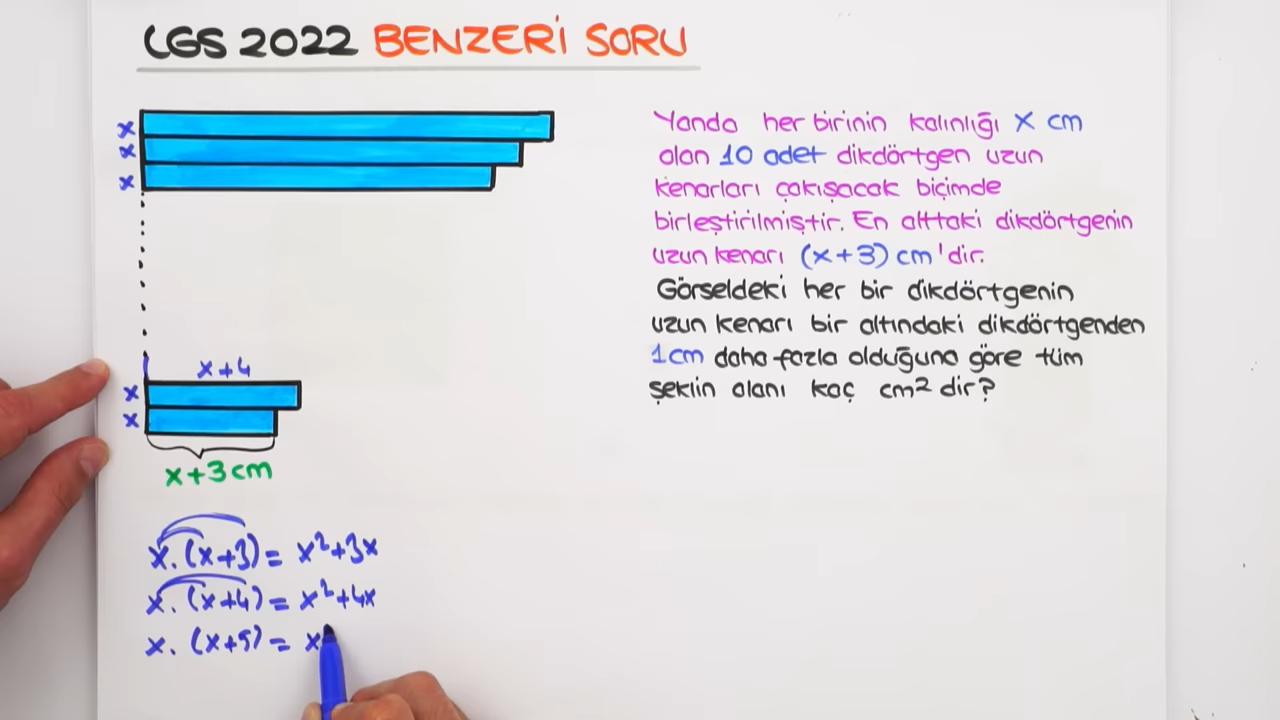 LGS 2022 BENZERİ SORU
x
x
x
Yanda her birinin kalınlığı x cm
olan 10 adet dikdörtgen uzun
kenarları çakışacak biçimde
birleştirilmiştir. En alttaki dikdörtgenin
uzun kenarı (x+3) cm'dir.
Görseldeki her bir dikdörtgenin
uzun kenarı bir altındaki dikdörtgenden
1cm daha fazla olduğuna göre tüm
şeklin alanı kaç cm² dir?
x+4
x
x
x+3 cm
x.(x+3) = x²+3x
x.(x+4) = x²+4x
x.(x+5) = x